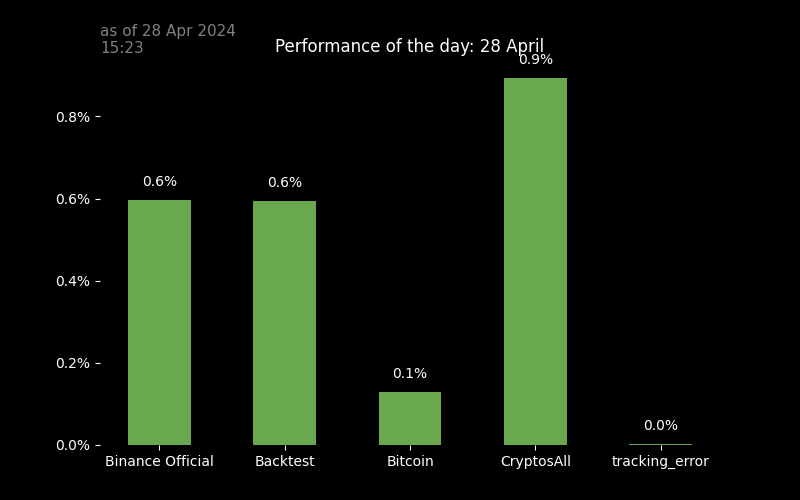 as of 28 Apr 2024
15:23
Performance of the day: 28 April
0.9%
0.8%
0.6%
0.6%
0.6%
0.4%
0.1%
0.2%
0.0%
0.0%
Binance Official
Backtest
Bitcoin
CryptosAll
tracking_error